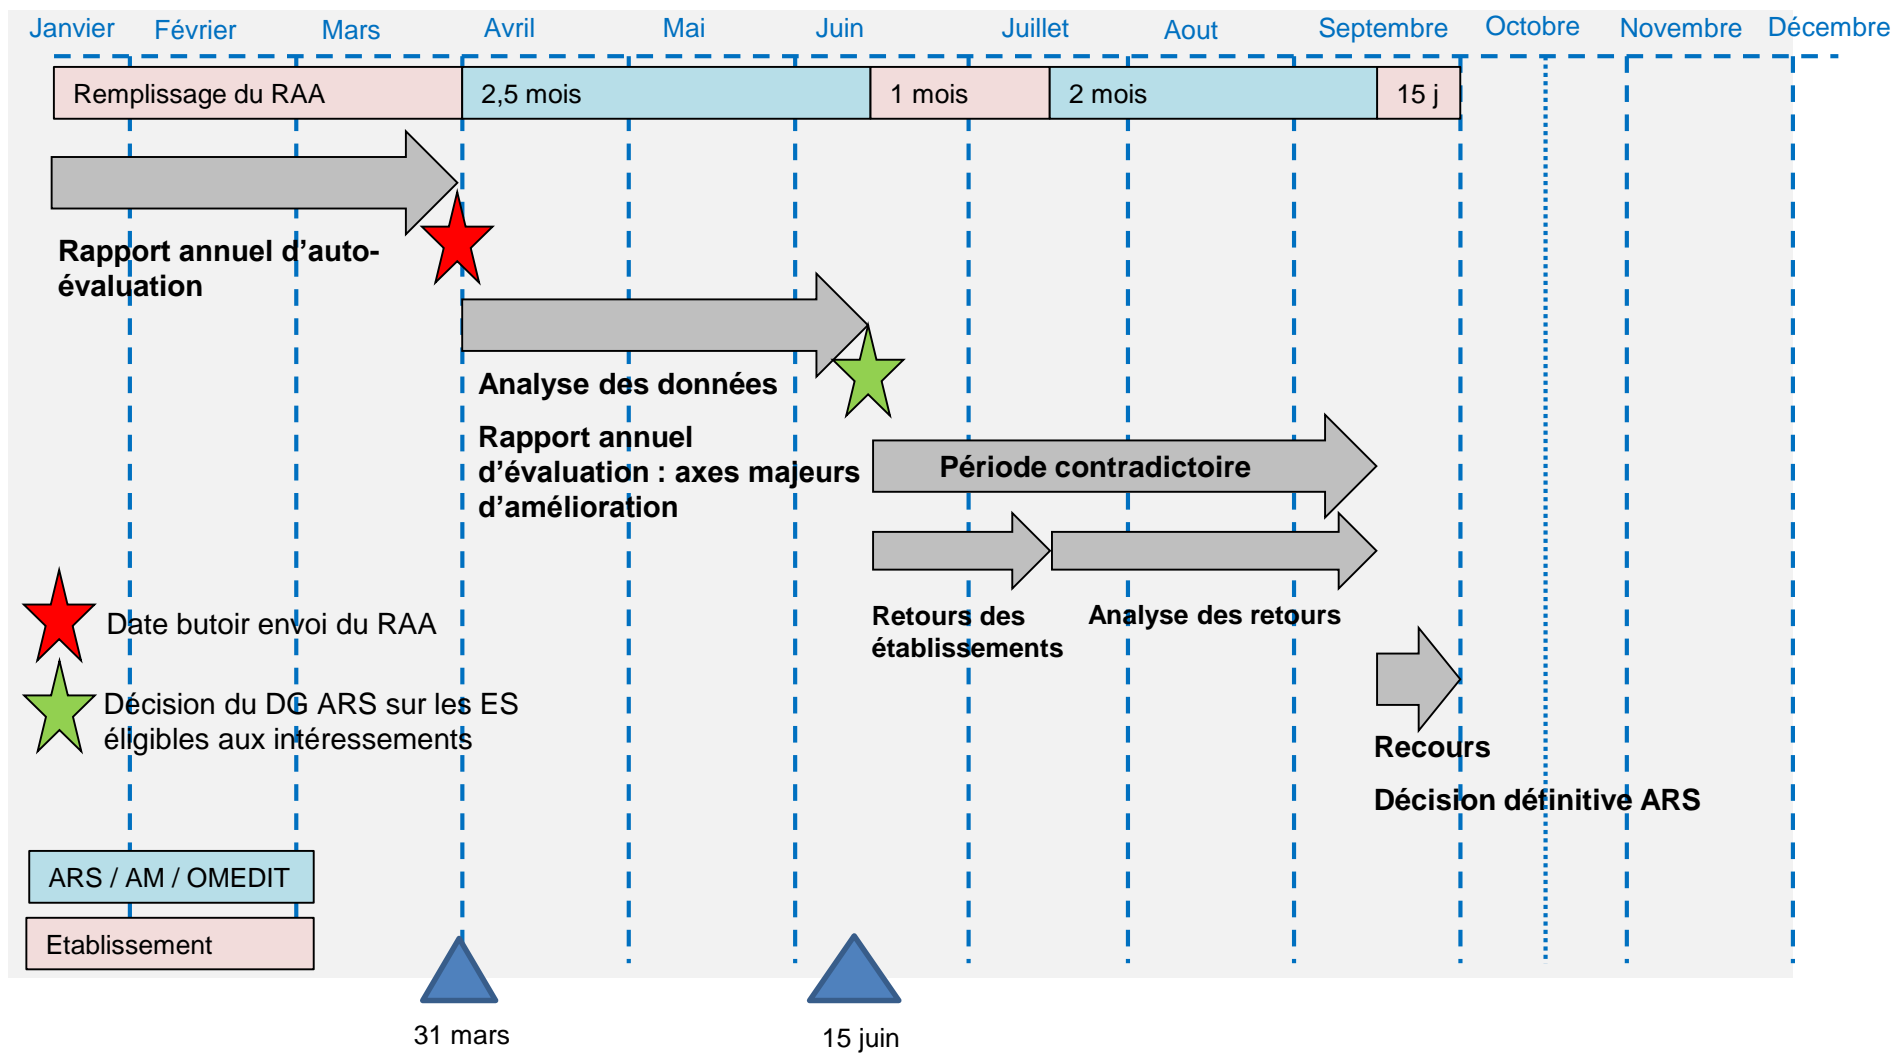 Janvier Février Mars Avril Mai Juin Juillet Aout Septembre Octobre Novembre Décembre
Remplissage du RAA 2,5 mois 1 mois 2 mois 15 j
Rapport annuel d’auto-
évaluation
Analyse des données
Rapport annuel
d’évaluation : axes majeurs
d’amélioration
Période contradictoire
Retours des
établissements
Analyse des retours
Recours
Décision définitive ARS
Date butoir envoi du RAA
Décision du DG ARS sur les ES
éligibles aux intéressements
ARS / AM / OMEDIT
Etablissement
31 mars
15 juin